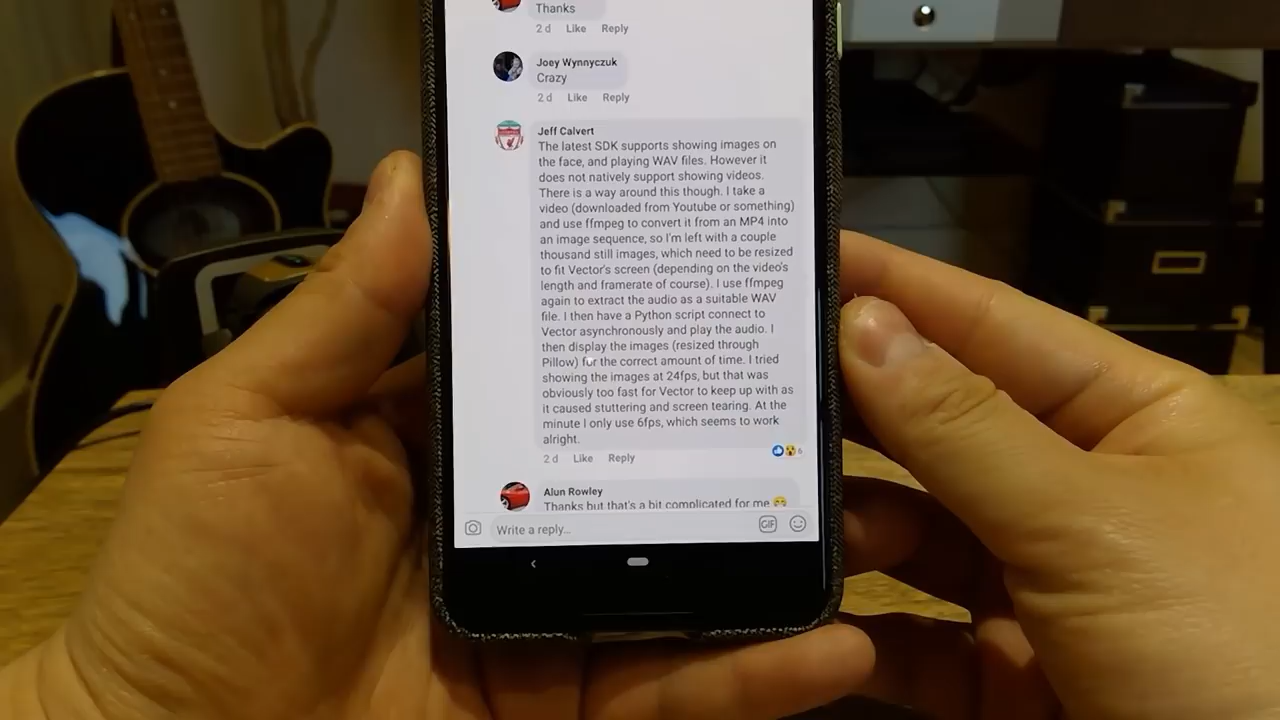 Thanks
2 d Like Reply
Joey Wynnyczuk
Crazy
2 d Like Reply
Jeff Calvert
The latest SDK supports showing images on
the face, and playing WAV files. However it
does not natively support showing videos.
There is a way around this though. I take a
video (downloaded from Youtube or something)
and use ffmpeg to convert it from an MP4 into
an image sequence, so I'm left with a couple
thousand still images, which need to be resized
to fit Vector's screen (depending on the video's
length and framerate of course). I use ffmpeg
again to extract the audio as a suitable WAV
file. I then have a Python script connect to
Vector asynchronously and play the audio. I
then display the images (resized through
Pillow) for the correct amount of time. I tried
showing the images at 24fps, but that was
obviously too fast for Vector to keep up with as
it caused stuttering and screen tearing. At the
minute I only use 6fps, which seems to work
alright.
2 d Like Reply 6
Alun Rowley
Thanks but that's a bit complicated for me
Write a reply... GIF